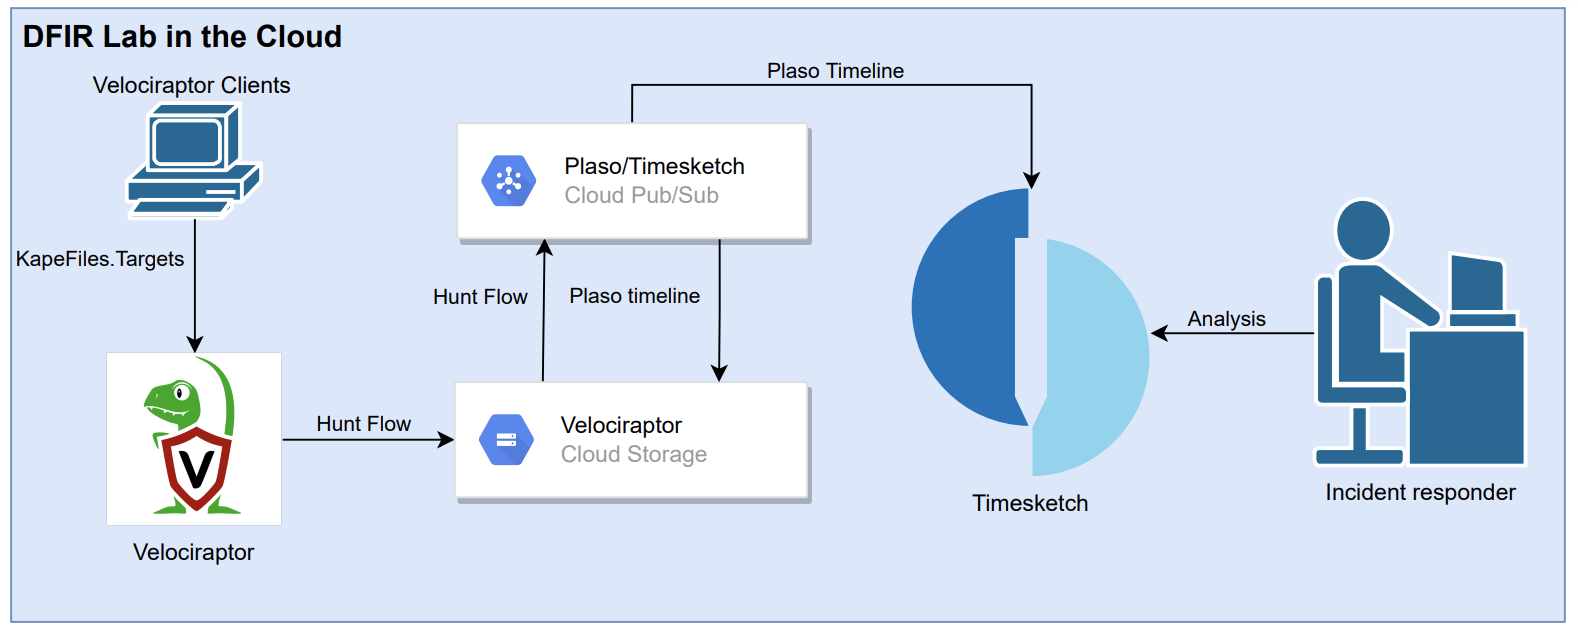 DFIR Lab in the Cloud
Velociraptor Clients
KapeFiles.Targets
Velociraptor
Hunt Flow
Plaso Timeline
Plaso/Timesketch
Cloud Pub/Sub
Hunt Flow
Plaso timeline
Velociraptor
Cloud Storage
Timesketch
Analysis
Incident responder
V